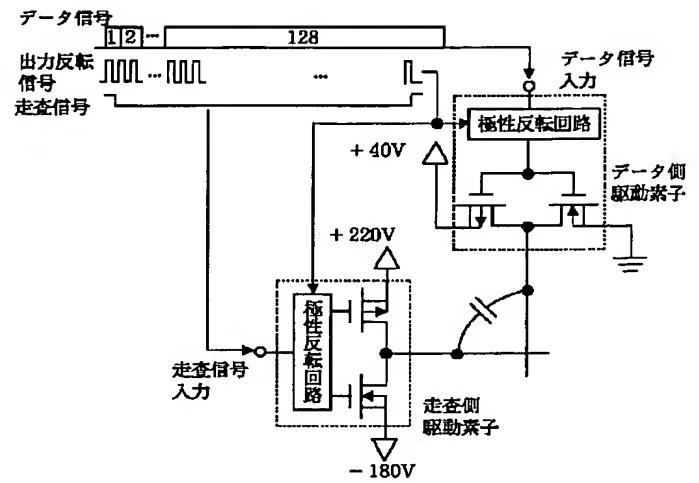 データ信号
1 2 … 128
出力反転
信号
… …
走査信号
データ信号
入力
極性反転回路
+40V
データ側
駆動素子
+220V
極性反転回路
走査信号
入力
走査側
駆動素子
−180V